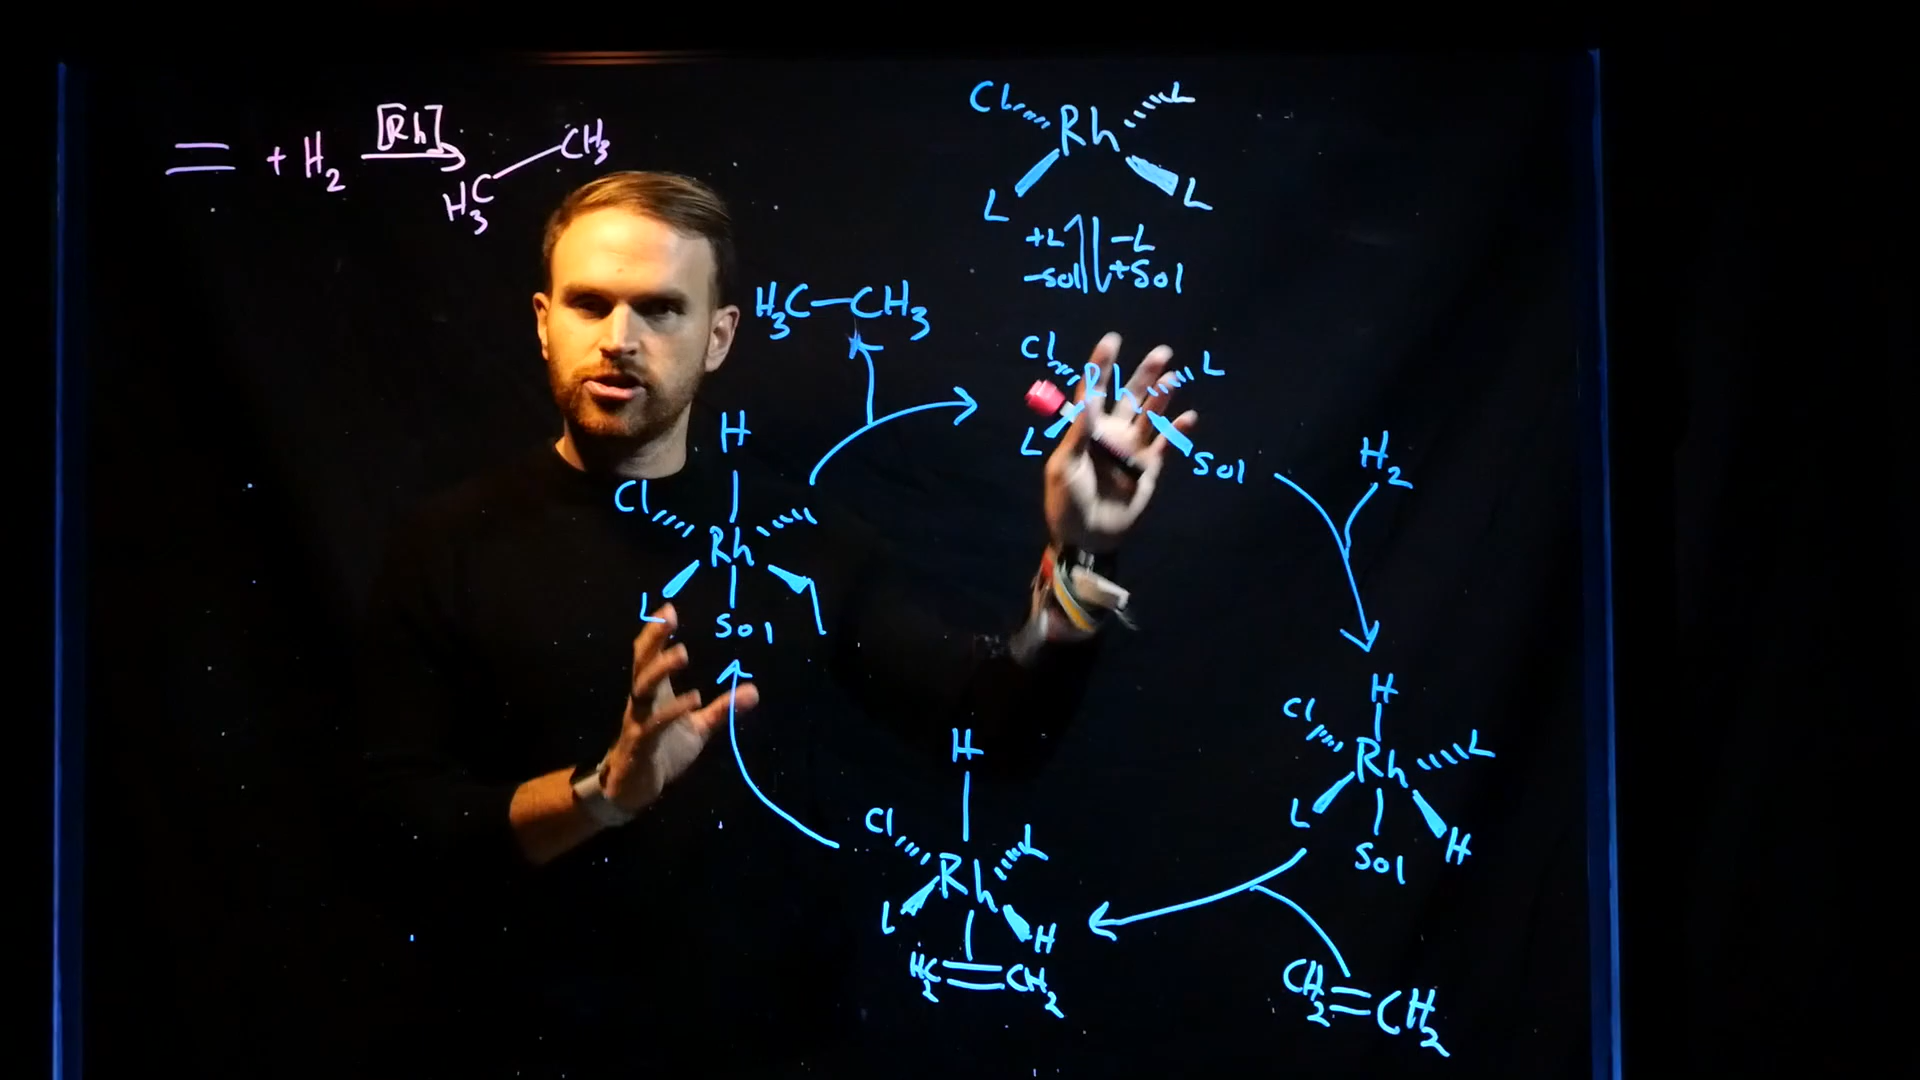 = + H2 [Rh] → H3C CH3
Cl Rh L
L L
+L -L
-Sol +Sol
H3C—CH3
Cl Rh L
L Sol
H2
H
Cl Rh
L Sol
H
Cl Rh L
L Sol H
H
Cl Rh L
L H
H2C=CH2
CH2=CH2